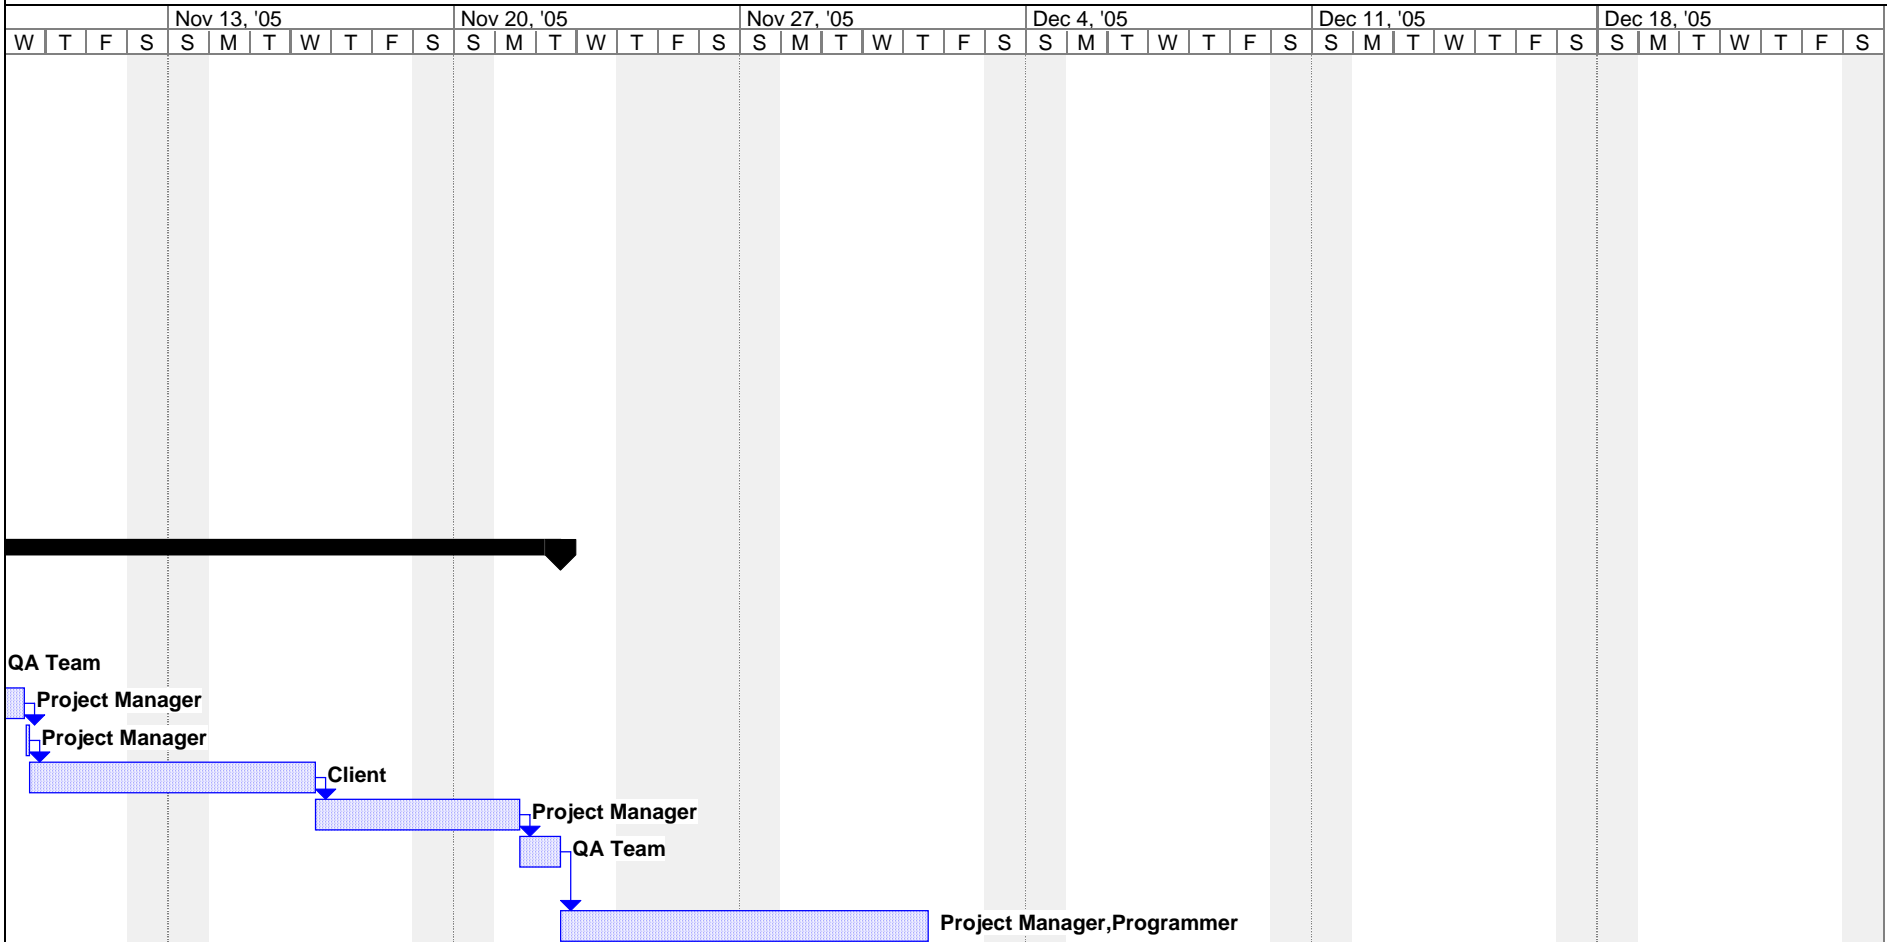 Nov 13, '05 Nov 20, '05 Nov 27, '05 Dec 4, '05 Dec 11, '05 Dec 18, '05
W T F S S M T W T F S S M T W T F S S M T W T F S S M T W T F S S M T W T F S S M T W T F S
QA Team
Project Manager
Project Manager
Client
Project Manager
QA Team
Project Manager,Programmer